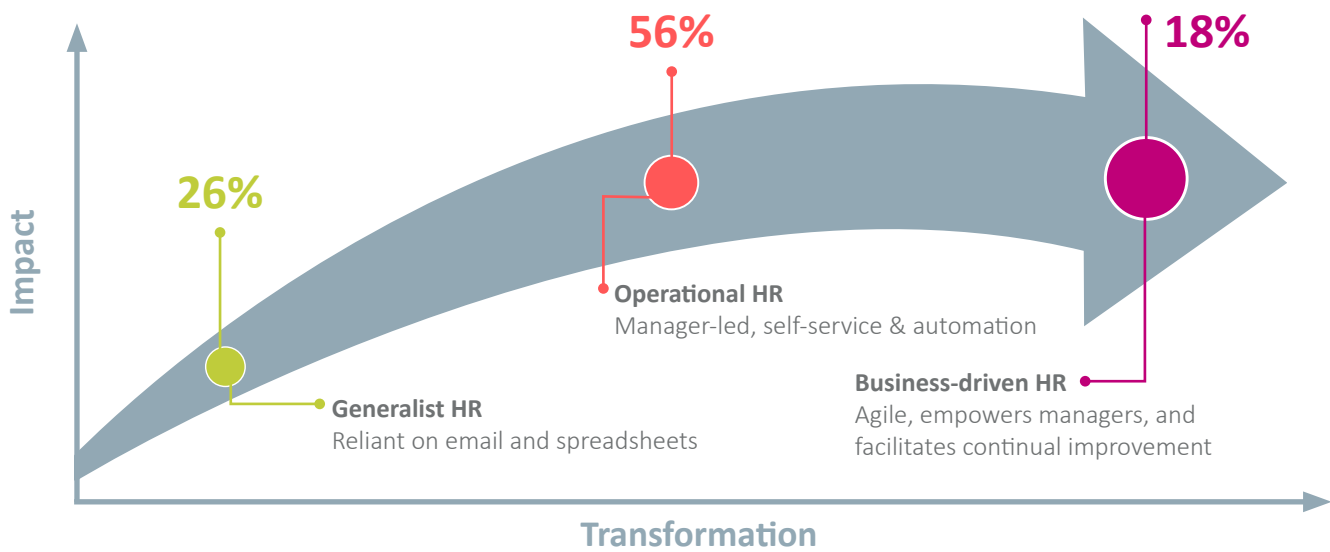 56%
18%
26%
Impact
Operational HR
Manager-led, self-service & automation
Business-driven HR
Agile, empowers managers, and
facilitates continual improvement
Generalist HR
Reliant on email and spreadsheets
Transformation